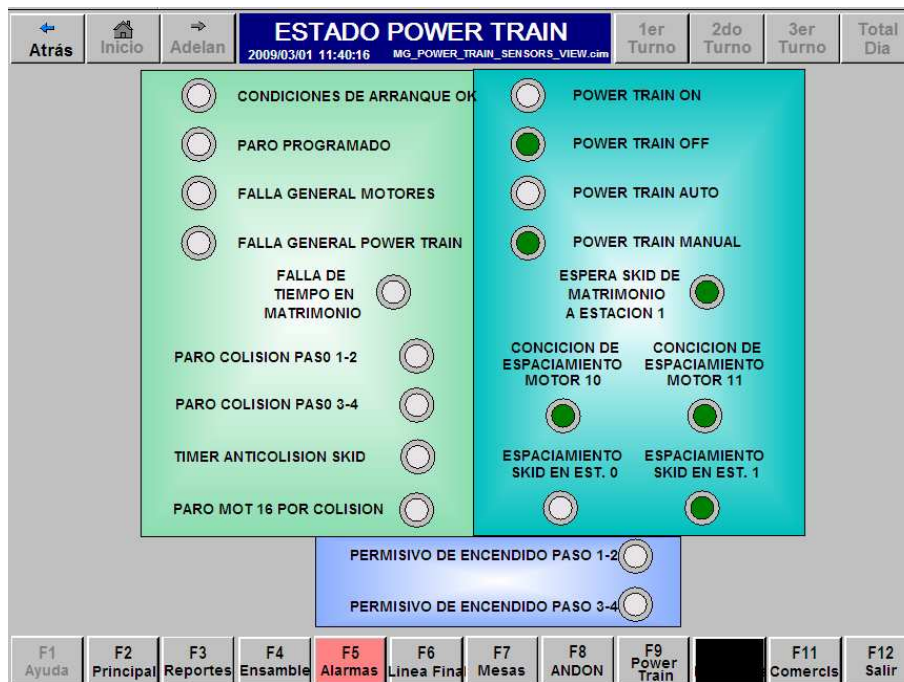 Atrás
Inicio
Adelan
ESTADO POWER TRAIN
2009/03/01 11:40:16 MG_POWER_TRAIN_SENSORS_VIEW.cim
1er
Turno
2do
Turno
3er
Turno
Total
Dia
CONDICIONES DE ARRANQUE OK
PARO PROGRAMADO
FALLA GENERAL MOTORES
FALLA GENERAL POWER TRAIN
FALLA DE
TIEMPO EN
MATRIMONIO
PARO COLISION PAS0 1-2
PARO COLISION PAS0 3-4
TIMER ANTICOLISION SKID
PARO MOT 16 POR COLISION
POWER TRAIN ON
POWER TRAIN OFF
POWER TRAIN AUTO
POWER TRAIN MANUAL
ESPERA SKID DE
MATRIMONIO
A ESTACION 1
CONCICION DE
ESPACIAMIENTO
MOTOR 10
CONCICION DE
ESPACIAMIENTO
MOTOR 11
ESPACIAMIENTO
SKID EN EST. 0
ESPACIAMIENTO
SKID EN EST. 1
PERMISIVO DE ENCENDIDO PASO 1-2
PERMISIVO DE ENCENDIDO PASO 3-4
F1
Ayuda
F2
Principal
F3
Reportes
F4
Ensamble
F5
Alarmas
F6
Linea Final
F7
Mesas
F8
ANDON
F9
Power
Train
F11
Comercls
F12
Salir